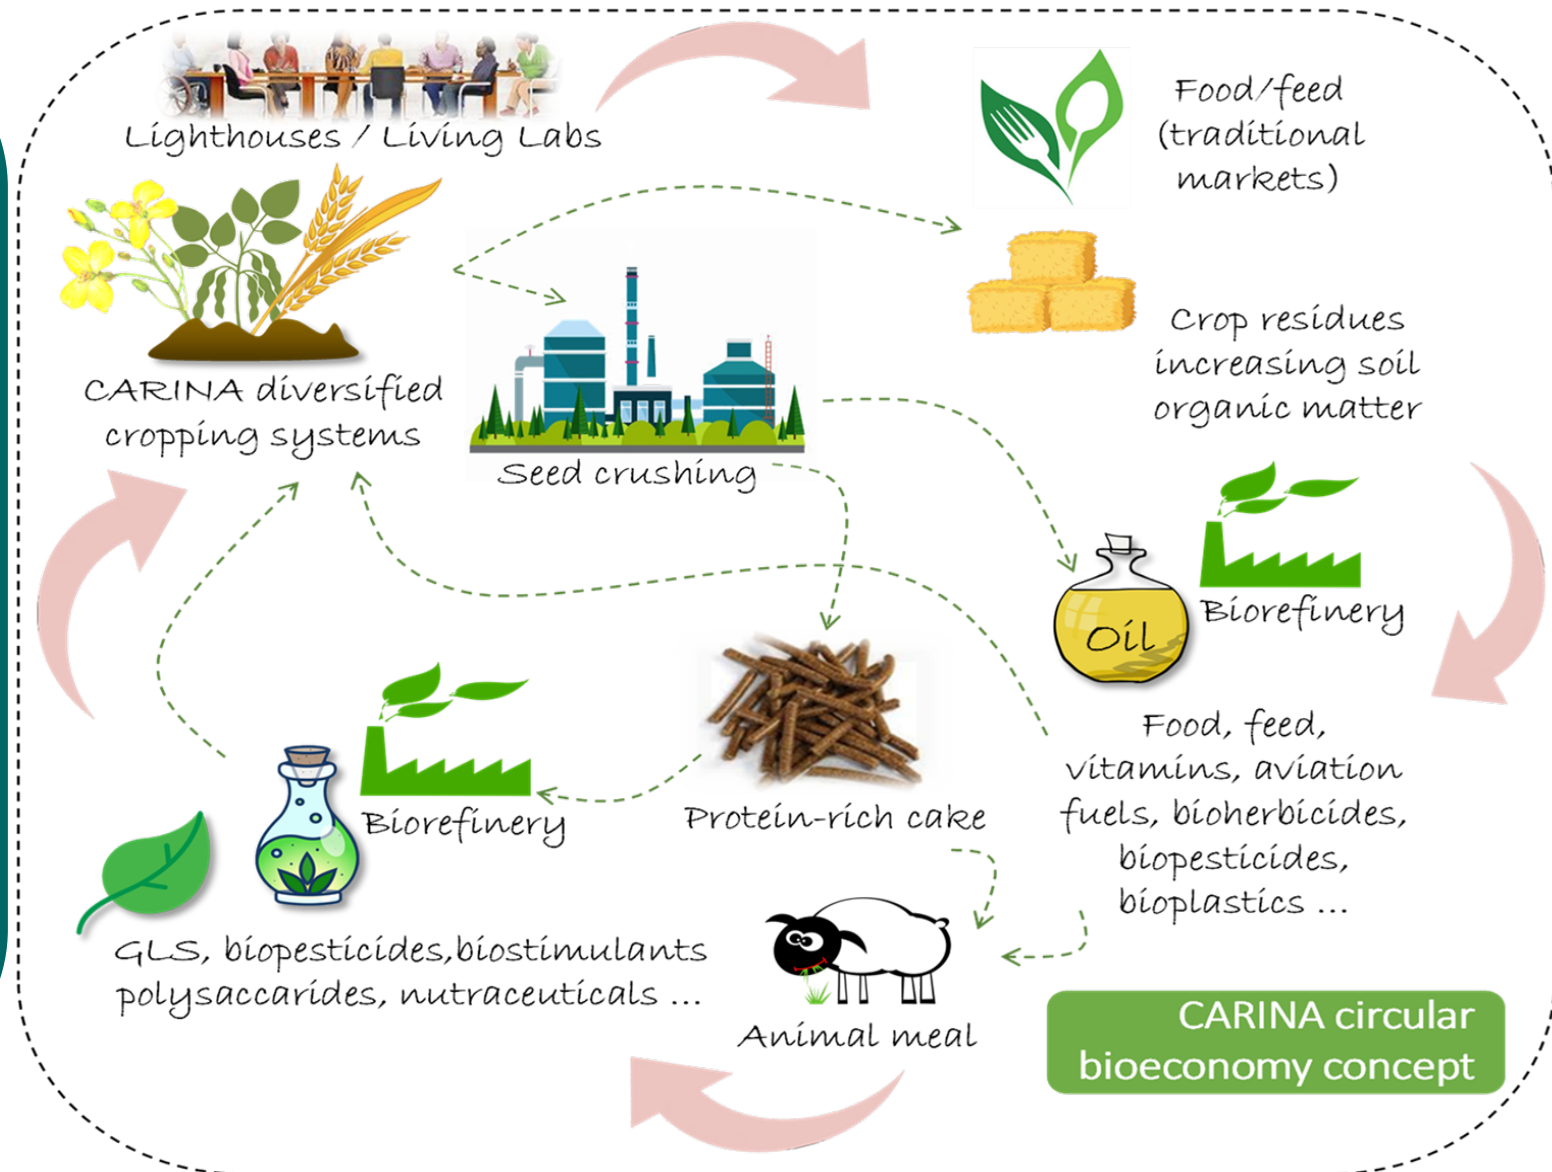 Lighthouses / Living Labs
Food/feed
(traditional
markets)
CARINA diversified
cropping systems
Seed crushing
Crop residues
increasing soil
organic matter
Oil
Biorefinery
Food, feed,
vitamins, aviation
fuels, bioherbicides,
biopesticides,
bioplastics ...
Protein-rich cake
Biorefinery
GLS, biopesticides,biostimulants
polysaccarides, nutraceuticals ...
Animal meal
CARINA circular
bioeconomy concept